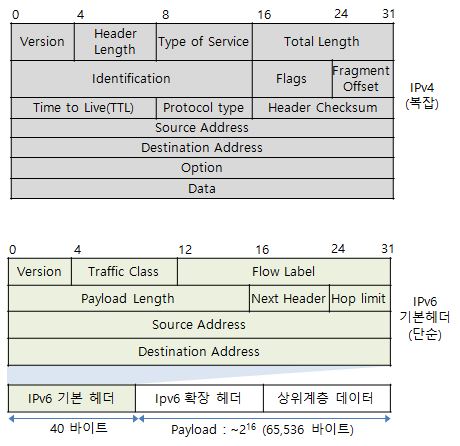 0 4 8 16 24 31
Version Header Length Type of Service Total Length
Identification Flags Fragment Offset
Time to Live(TTL) Protocol type Header Checksum
Source Address
Destination Address
Option
Data
IPv4
(복잡)
0 4 12 16 24 31
Version Traffic Class Flow Label
Payload Length Next Header Hop limit
Source Address
Destination Address
IPv6
기본헤더
(단순)
IPv6 기본 헤더 Ipv6 확장 헤더 상위계층 데이터
40 바이트 Payload : ~2¹⁶ (65,536 바이트)